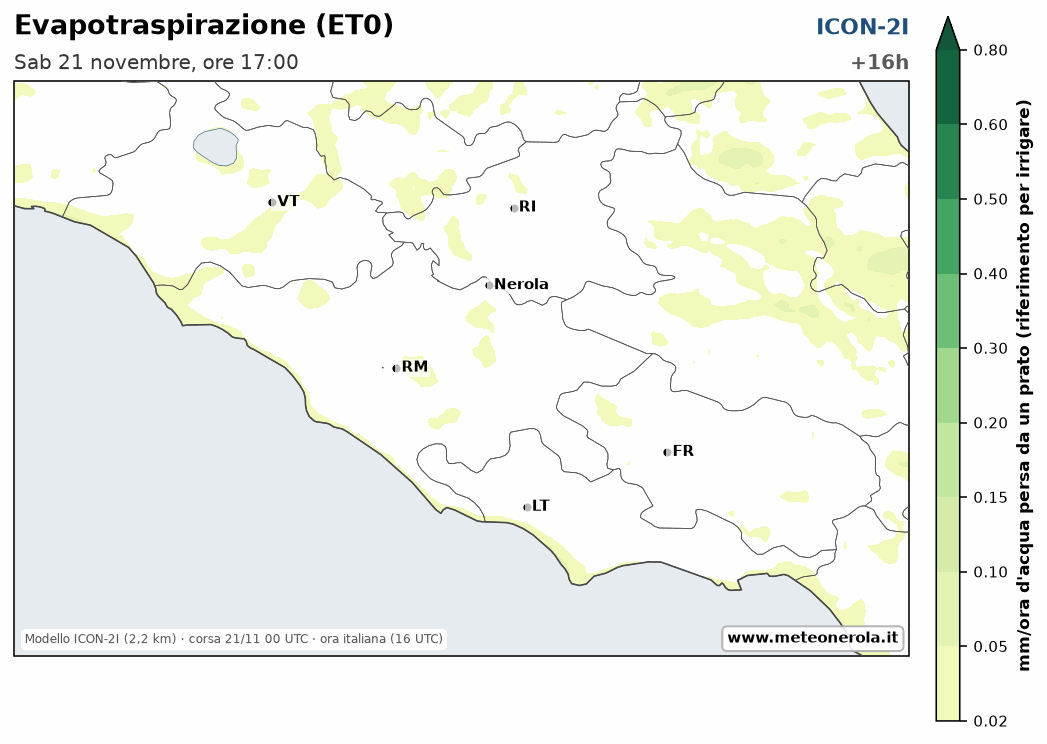 Evapotraspirazione (ET0)
ICON-2I
Sab 21 novembre, ore 17:00
+16h
VT
RI
Nerola
RM
FR
LT
Modello ICON-2I (2,2 km) · corsa 21/11 00 UTC · ora italiana (16 UTC)
www.meteonerola.it
0.80
0.60
0.50
0.40
0.30
0.20
0.15
0.10
0.05
0.02
mm/ora d'acqua persa da un prato (riferimento per irrigare)